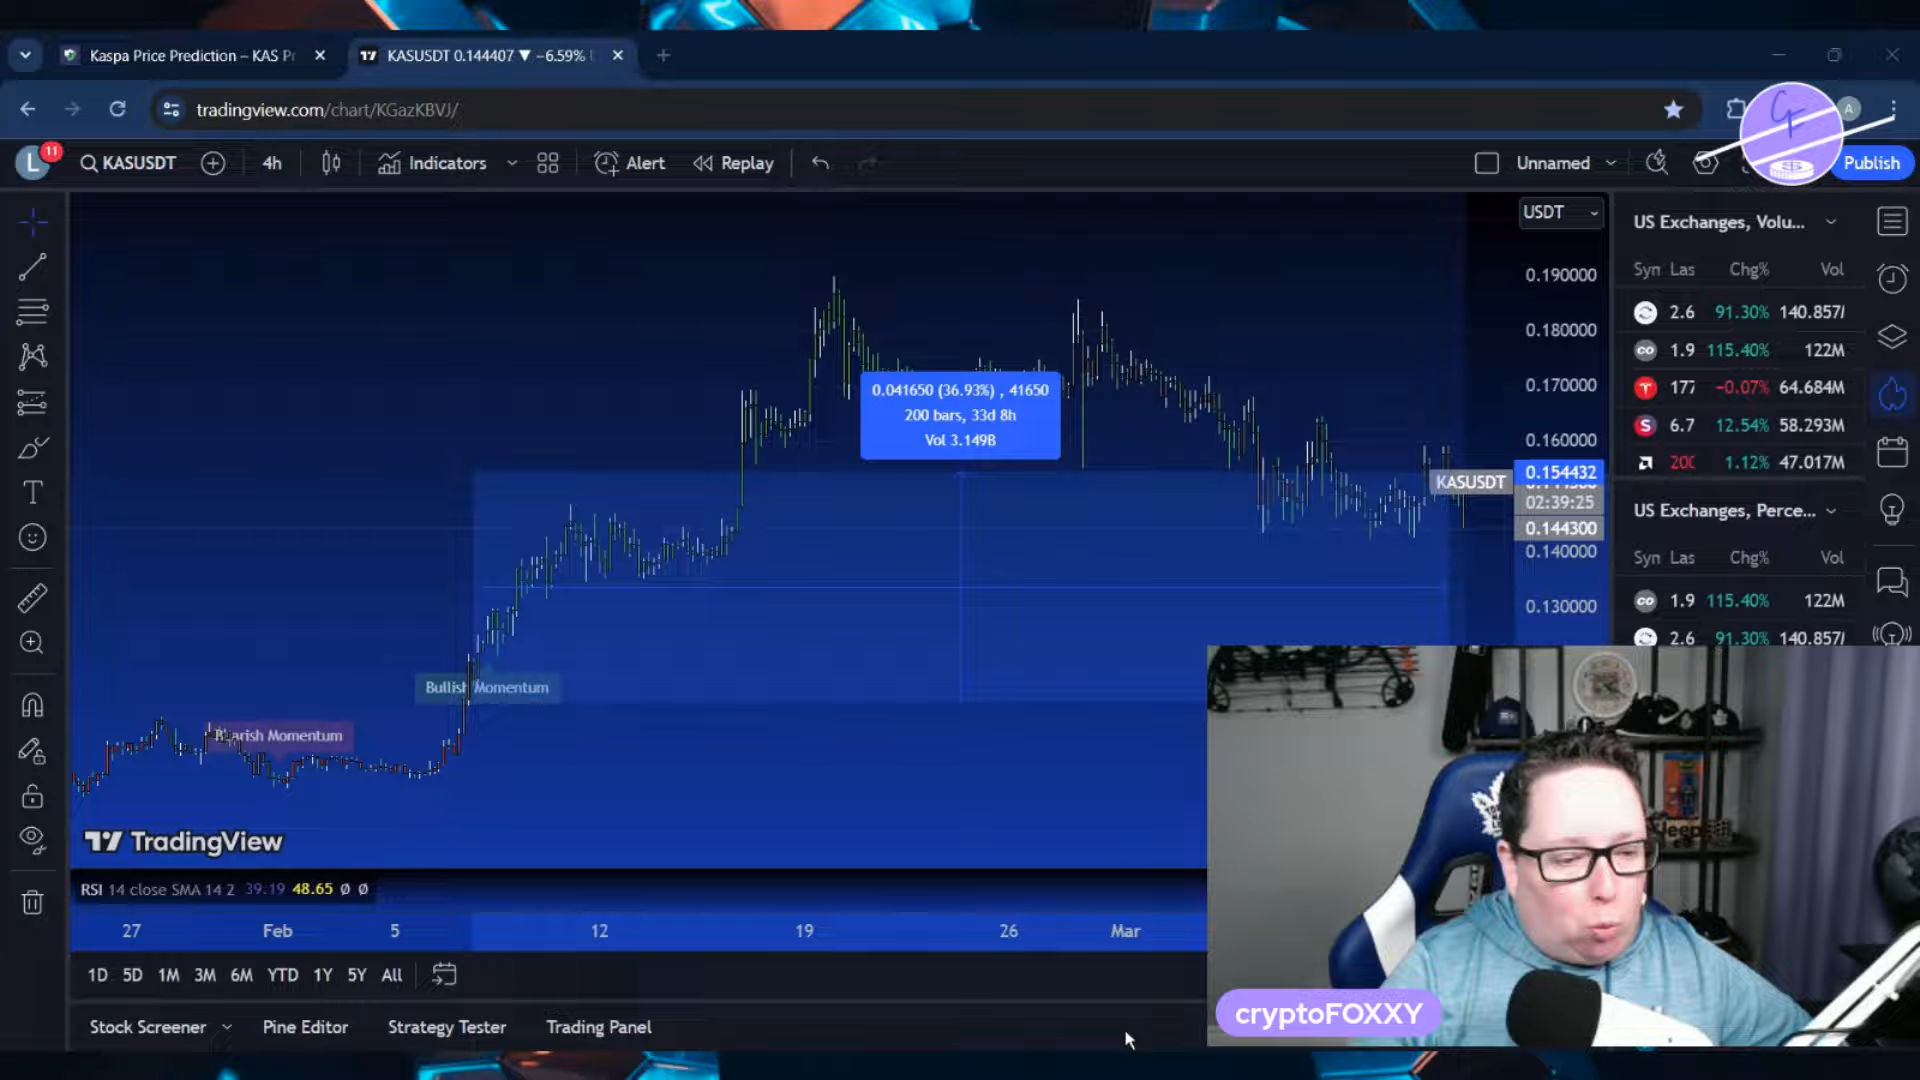 Kaspa Price Prediction – KAS Pr
KASUSDT 0.144407 ▼ −6.59%
tradingview.com/chart/KGazKBVJ/
L
11
KASUSDT
4h
Indicators
Alert
Replay
Unnamed
A
Publish
USDT
0.190000
0.180000
0.170000
0.160000
0.154432
KASUSDT
02:39:25
0.144300
0.140000
0.130000
0.041650 (36.93%) , 41650
200 bars, 33d 8h
Vol 3.149B
Bullish Momentum
Bearish Momentum
TradingView
RSI 14 close SMA 14 2 39.19 48.65 Ø Ø
27 Feb 5 12 19 26 Mar
1D 5D 1M 3M 6M YTD 1Y 5Y All
Stock Screener Pine Editor Strategy Tester Trading Panel
US Exchanges, Volu...
Syn Las Chg% Vol
2.6 91.30% 140.857
1.9 115.40% 122M
177 −0.07% 64.684M
S 6.7 12.54% 58.293M
20 1.12% 47.017M
US Exchanges, Perce...
Syn Las Chg% Vol
1.9 115.40% 122M
2.6 91.30% 140.857
cryptoFOXXY